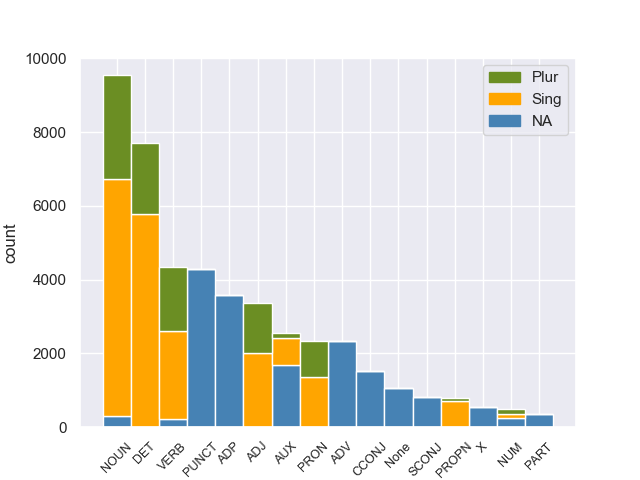 10000
8000
6000
4000
2000
0
count
Plur
Sing
NA
NOUN
DET
VERB
PUNCT
ADP
ADJ
AUX
PRON
ADV
CCONJ
None
SCONJ
PROPN
X
NUM
PART